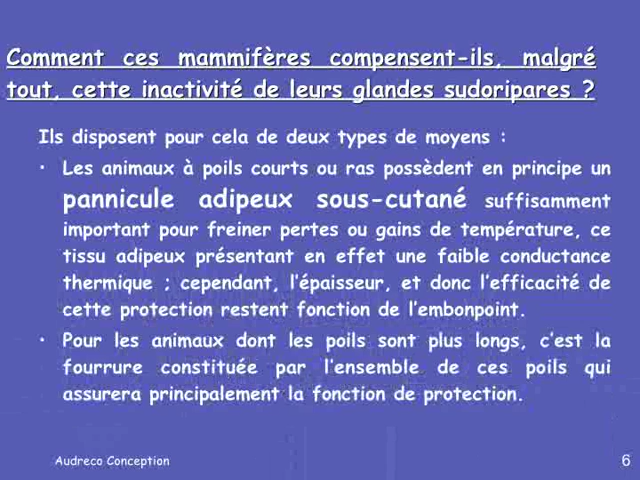 Comment ces mammifères compensent-ils, malgré
tout, cette inactivité de leurs glandes sudoripares ?
Ils disposent pour cela de deux types de moyens :
• Les animaux à poils courts ou ras possèdent en principe un
pannicule adipeux sous-cutané suffisamment
important pour freiner pertes ou gains de température, ce
tissu adipeux présentant en effet une faible conductance
thermique ; cependant, l'épaisseur, et donc l'efficacité de
cette protection restent fonction de l'embonpoint.
• Pour les animaux dont les poils sont plus longs, c'est la
fourrure constituée par l'ensemble de ces poils qui
assurera principalement la fonction de protection.
Audreco Conception
6